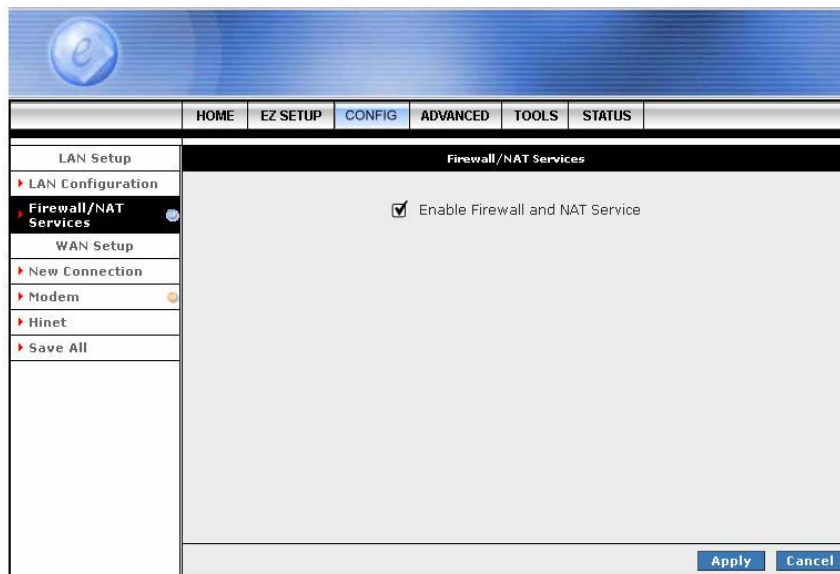 e
HOME EZ SETUP CONFIG ADVANCED TOOLS STATUS
LAN Setup
LAN Configuration
Firewall/NAT
Services
WAN Setup
New Connection
Modem
Hinet
Save All
Firewall/NAT Services
Enable Firewall and NAT Service
Apply Cancel